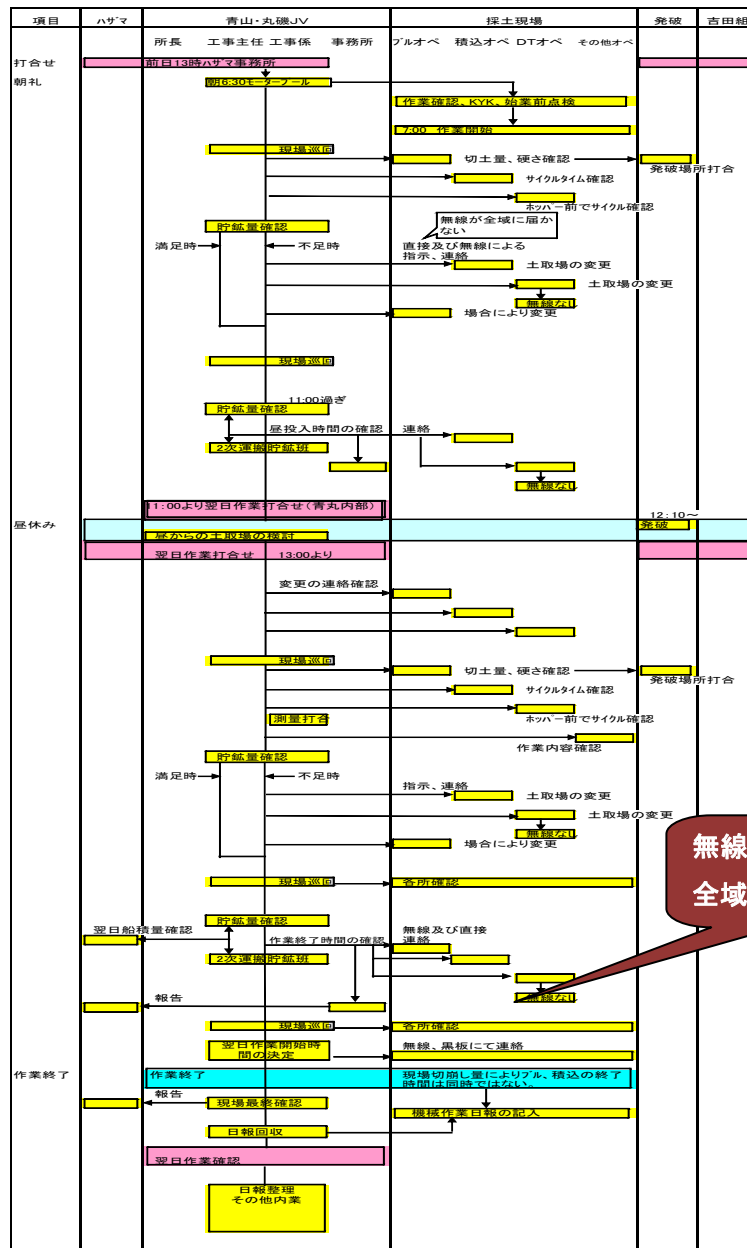 項目 ﾊｻﾞﾏ 青山・丸磯JV 採土現場 発破 吉田組
所長 工事主任 工事係 事務所 ﾌﾞﾙオペ 積込オペ DTオペ その他オペ
打合せ 前日13時ﾊｻﾞﾏ事務所
朝礼 朝6:30モータープール
作業確認、KYK、始業前点検
7:00 作業開始
現場巡回
切土量、硬さ確認
発破場所打合
サイクルタイム確認
ホッパー前でサイクル確認
無線が全域に届か
ない
貯鉱量確認
満足時 不足時 直接及び無線による
指示、連絡 土取場の変更
土取場の変更
無線なし
場合により変更
現場巡回
11:00過ぎ
貯鉱量確認
昼投入時間の確認 連絡
2次運搬貯鉱班
無線なし
11:00より翌日作業打合せ(青丸内部)
12:10～
昼休み 発破
昼からの土取場の検討
翌日作業打合せ 13:00より
変更の連絡確認
現場巡回
切土量、硬さ確認
発破場所打合
サイクルタイム確認
測量打合 ホッパー前でサイクル確認
作業内容確認
貯鉱量確認
満足時 不足時
指示、連絡 土取場の変更
土取場の変更
無線なし
場合により変更
無線
全域
現場巡回 各所確認
貯鉱量確認
翌日船積量確認 無線及び直接
作業終了時間の確認 連絡
2次運搬貯鉱班
無線なし
報告
現場巡回 各所確認
翌日作業開始時
間の決定
無線、黒板にて連絡
作業終了 作業終了 現場切崩し量によりﾌﾞﾙ、積込の終了
時間は同時ではない。
報告
現場最終確認
機械作業日報の記入
日報回収
翌日作業確認
日報整理
その他内業